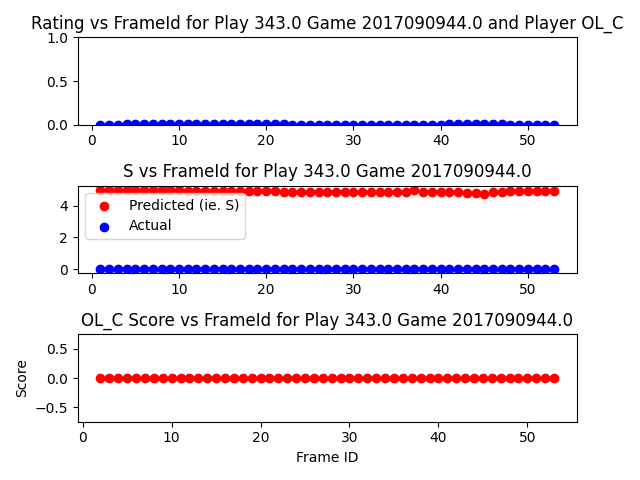 Rating vs FrameId for Play 343.0 Game 2017090944.0 and Player OL_C
1.0
0.5
0.0
0 10 20 30 40 50
S vs FrameId for Play 343.0 Game 2017090944.0
4
2
0
Predicted (ie. S)
Actual
0 10 20 30 40 50
OL_C Score vs FrameId for Play 343.0 Game 2017090944.0
Score
0.5
0.0
−0.5
0 10 20 30 40 50
Frame ID